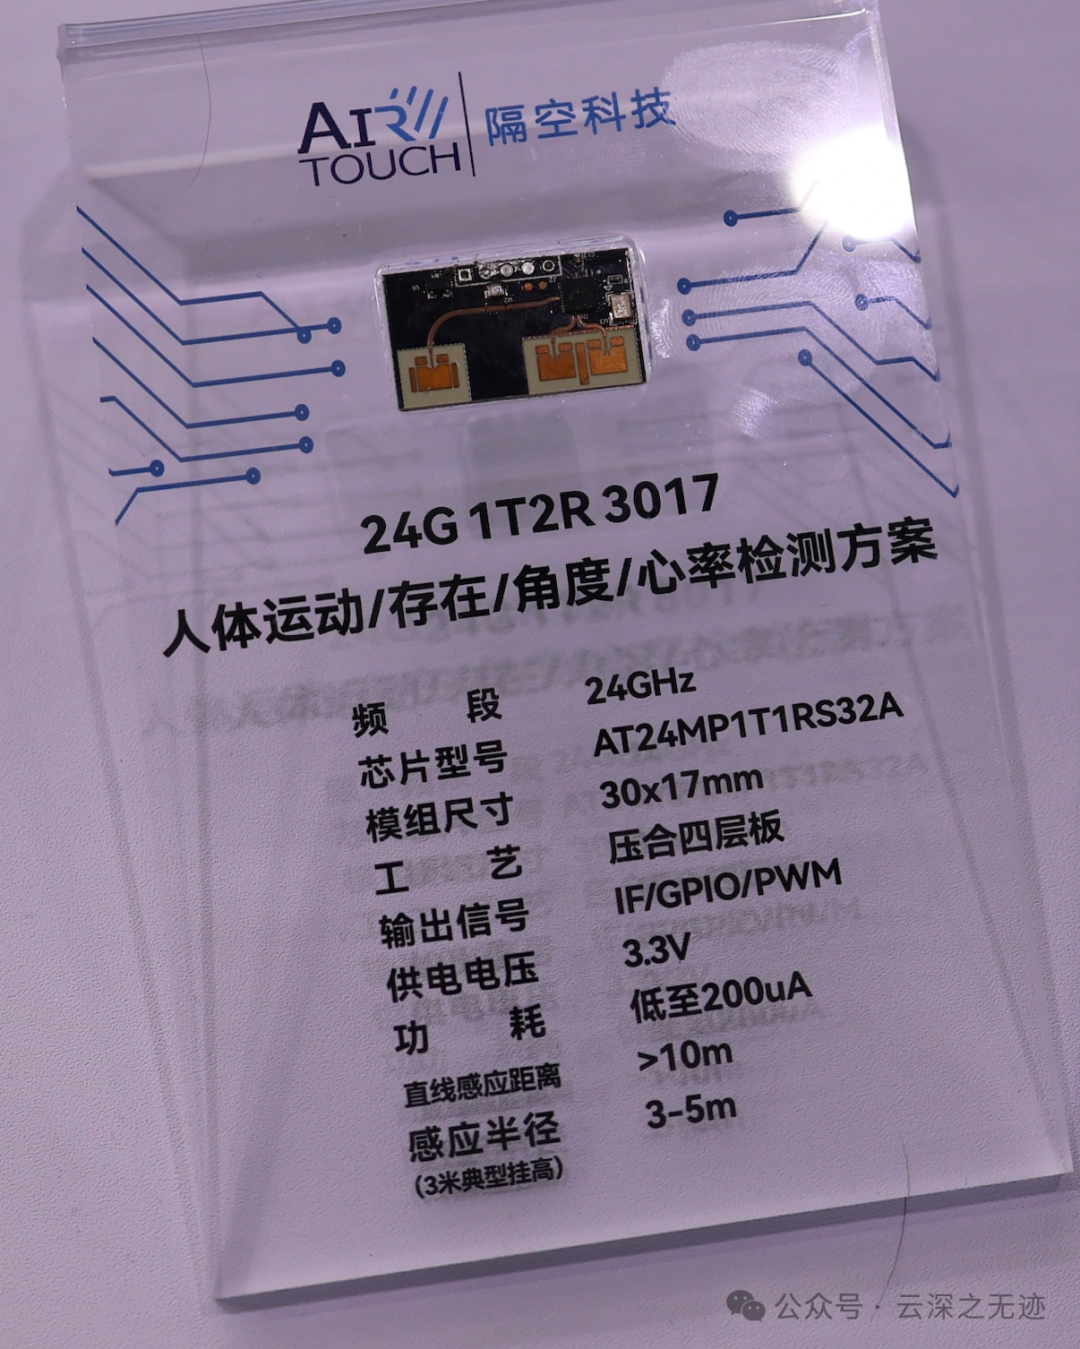 AIR TOUCH 隔空科技
24G 1T2R 3017
人体运动/存在/角度/心率检测方案
频段 24GHz
芯片型号 AT24MP1T1RS32A
模组尺寸 30x17mm
工艺 压合四层板
输出信号 IF/GPIO/PWM
供电电压 3.3V
功耗 低至200uA
直线感应距离 >10m
感应半径 3-5m
(3米典型挂高)
公众号·云深之无迹